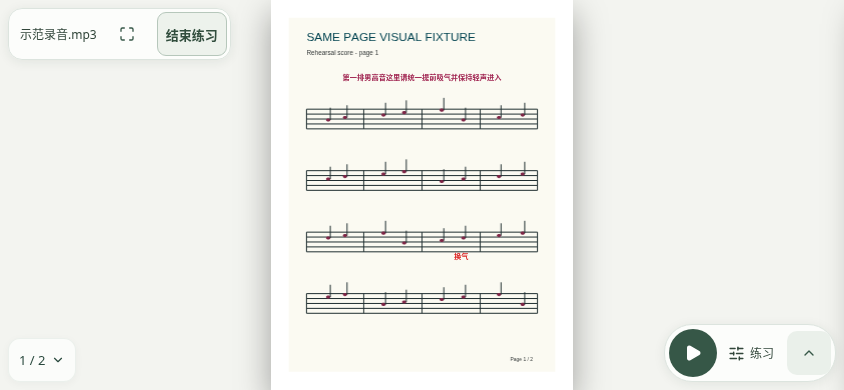 示范录音.mp3
结束练习
SAME PAGE VISUAL FIXTURE
Rehearsal score - page 1
第一排男高音这里请统一提前吸气并保持轻声进入
换气
Page 1 / 2
1 / 2
练习